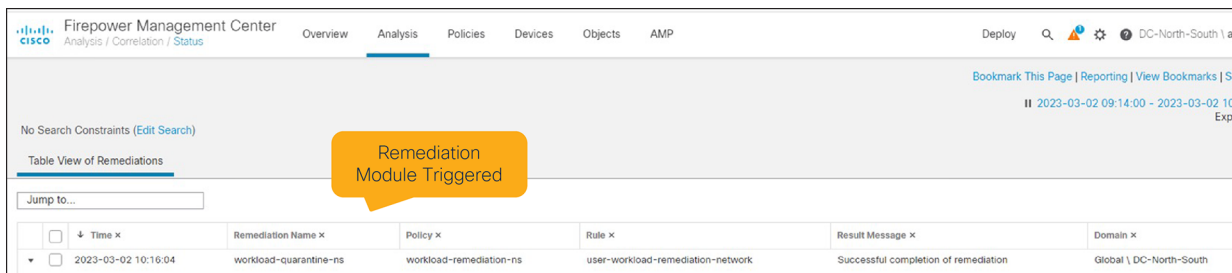 CISCO
Firepower Management Center
Analysis / Correlation / Status
Overview Analysis Policies Devices Objects AMP
Deploy DC-North-South \ a
Bookmark This Page | Reporting | View Bookmarks | S
2023-03-02 09:14:00 - 2023-03-02 10
Exp
No Search Constraints (Edit Search)
Table View of Remediations
Remediation
Module Triggered
Jump to...
Time × Remediation Name × Policy × Rule × Result Message × Domain ×
2023-03-02 10:16:04 workload-quarantine-ns workload-remediation-ns user-workload-remediation-network Successful completion of remediation Global \ DC-North-South